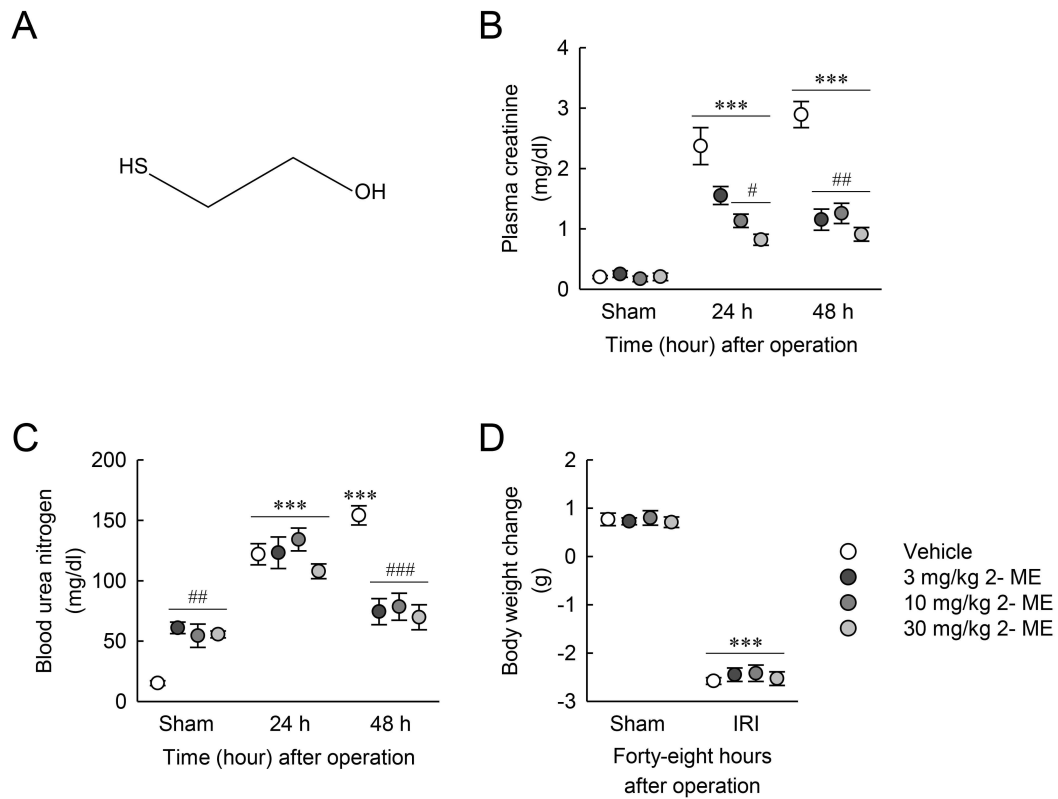 A
HS
OH
B
Plasma creatinine
(mg/dl)
4
3
2
1
0
***
***
#
##
Sham
24 h
48 h
Time (hour) after operation
C
Blood urea nitrogen
(mg/dl)
200
150
100
50
0
##
***
***
###
Sham
24 h
48 h
Time (hour) after operation
D
Body weight change
(g)
2
1
0
-1
-2
-3
***
Sham
IRI
Forty-eight hours
after operation
Vehicle
3 mg/kg 2- ME
10 mg/kg 2- ME
30 mg/kg 2- ME